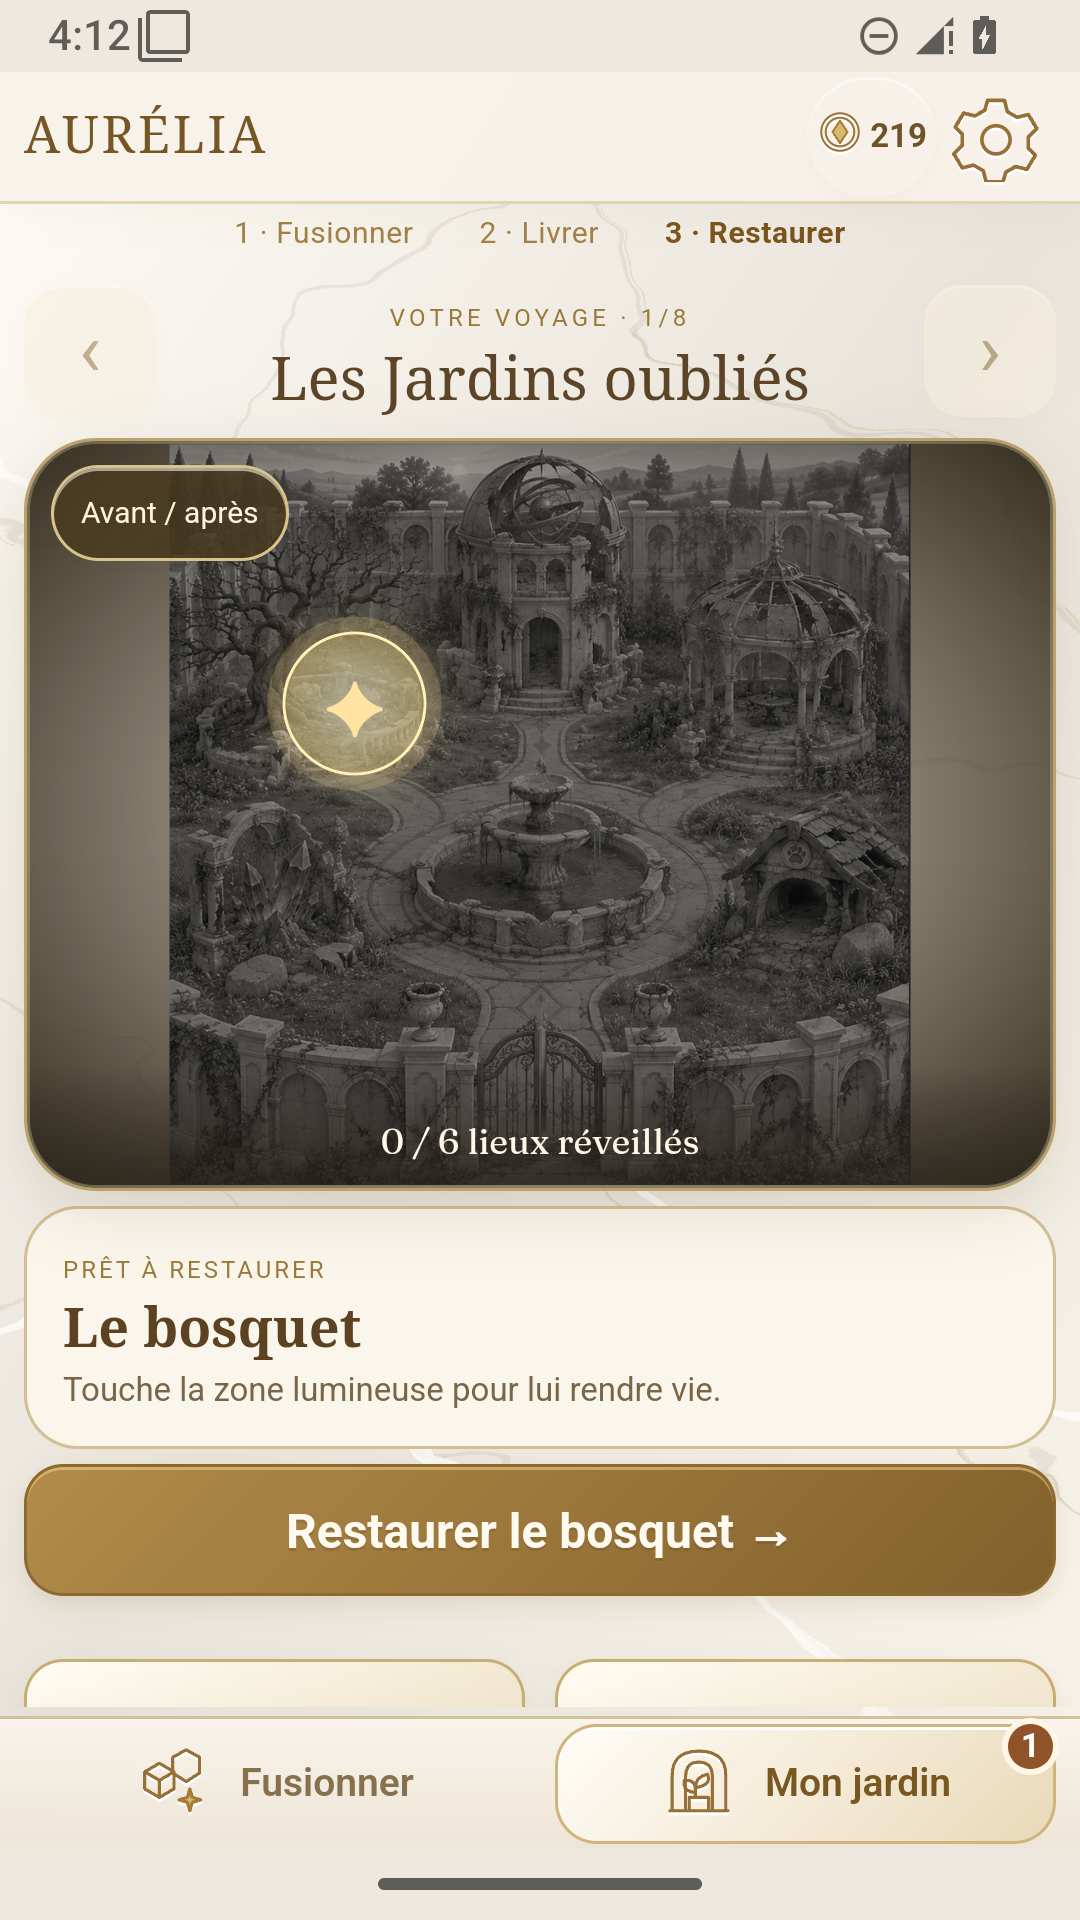 4:12
AURÉLIA
219
1 · Fusionner 2 · Livrer 3 · Restaurer
VOTRE VOYAGE · 1/8
‹ Les Jardins oubliés ›
Avant / après
0 / 6 lieux réveillés
PRÊT À RESTAURER
Le bosquet
Touche la zone lumineuse pour lui rendre vie.
Restaurer le bosquet →
Fusionner
Mon jardin
1